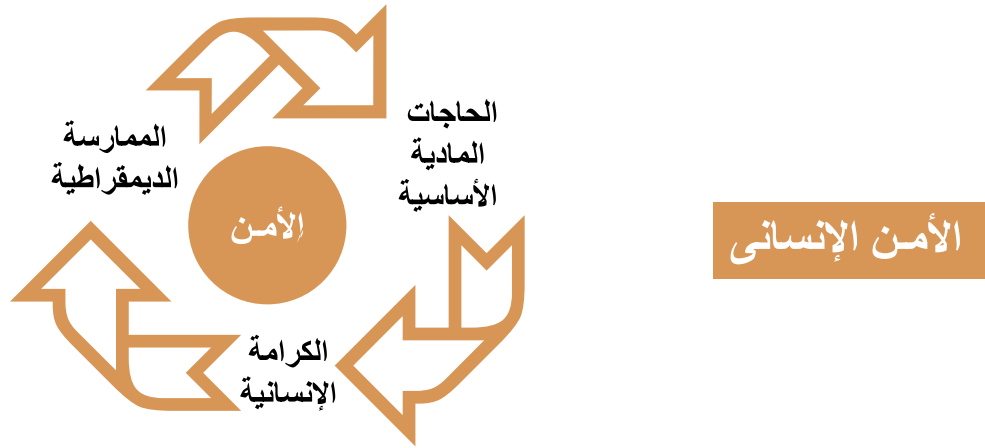 الأمـن الإنسانى
الحاجات
المادية
الأساسية
الممارسة
الديمقراطية
الأمـن
الكرامة
الإنسانية